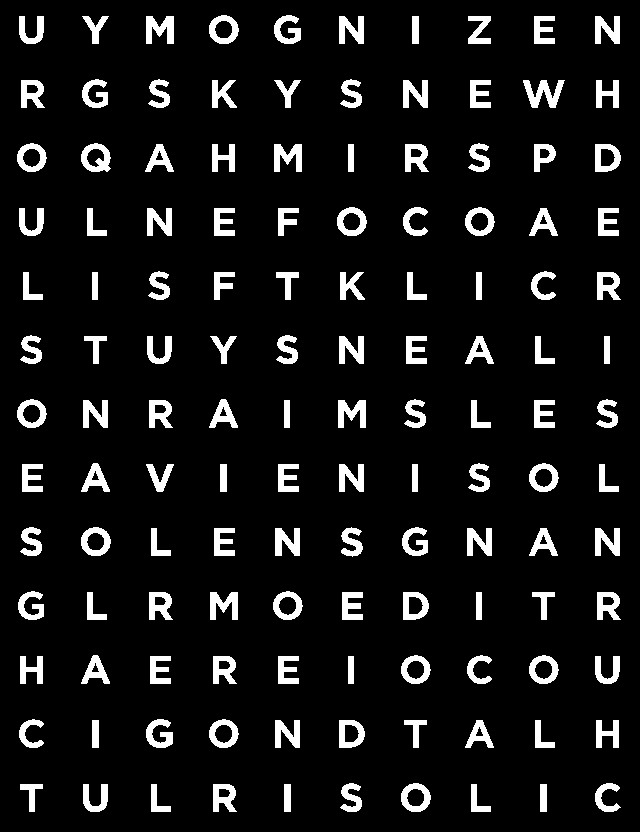 U Y M O G N I Z E N
R G S K Y S N E W H
O Q A H M I R S P D
U L N E F O C O A E
L I S F T K L I C R
S T U Y S N E A L I
O N R A I M S L E S
E A V I E N I S O L
S O L E N S G N A N
G L R M O E D I T R
H A E R E I O C O U
C I G O N D T A L H
T U L R I S O L I C